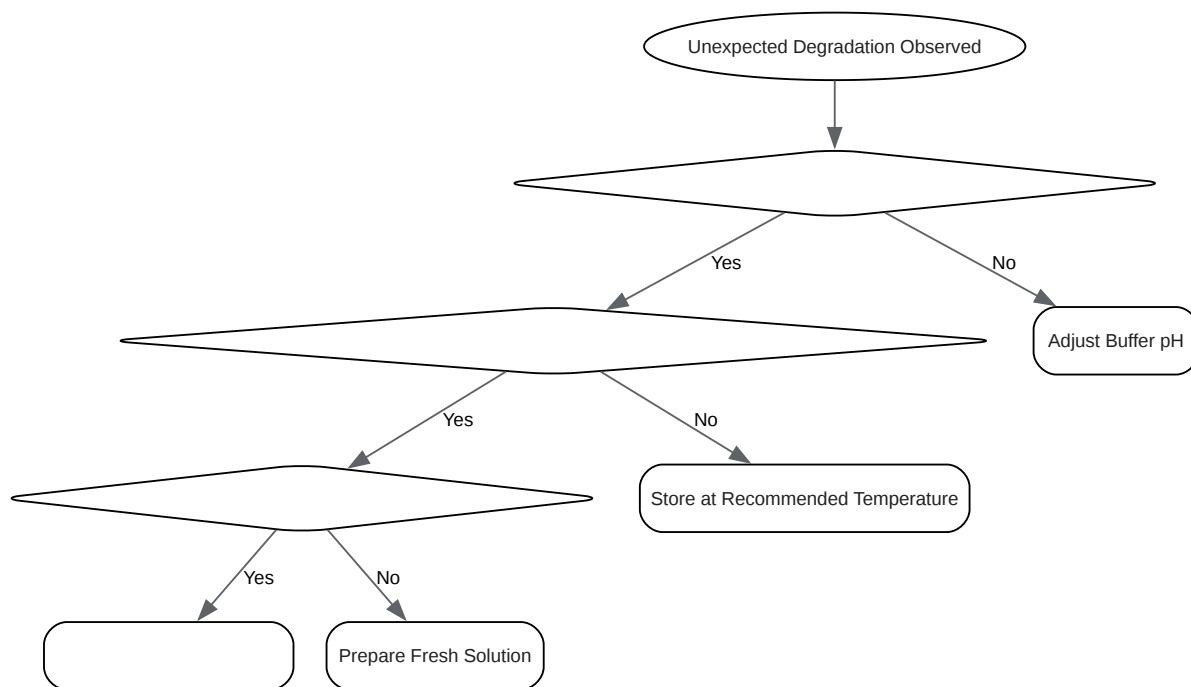 Unexpected Degradation Observed
Yes
No
Adjust Buffer pH
Yes
No
Store at Recommended Temperature
Yes
No
Prepare Fresh Solution